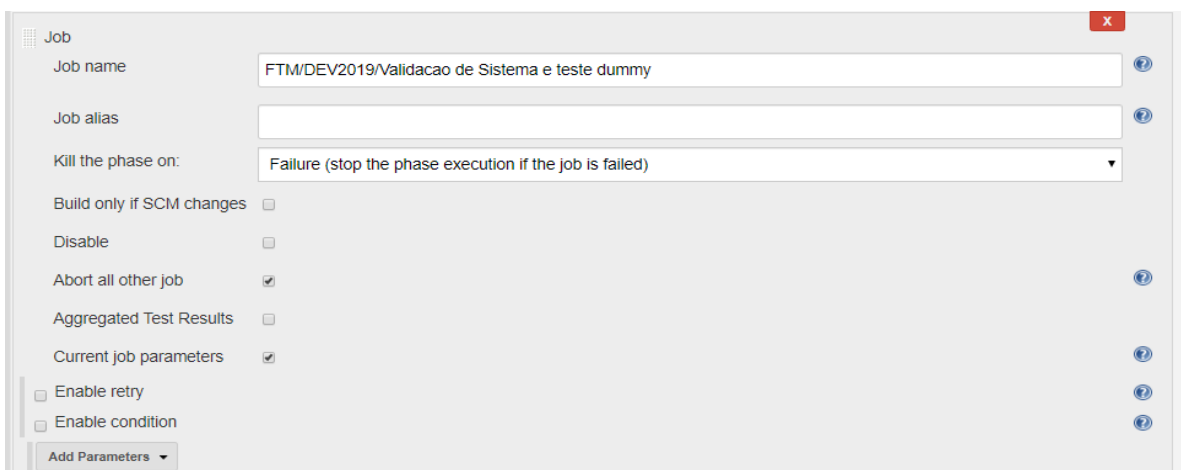 X
Job
Job name FTM/DEV2019/Validacao de Sistema e teste dummy
Job alias
Kill the phase on: Failure (stop the phase execution if the job is failed)
Build only if SCM changes
Disable
Abort all other job
Aggregated Test Results
Current job parameters
Enable retry
Enable condition
Add Parameters